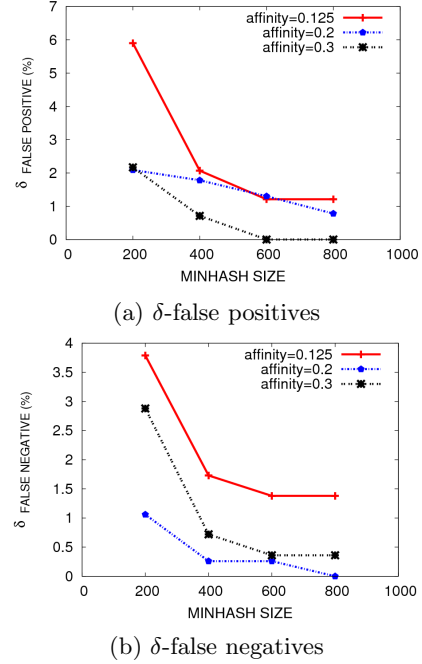 7
6
5
4
3
2
1
0
δ FALSE POSITIVE (%)
affinity=0.125
affinity=0.2
affinity=0.3
0 200 400 600 800 1000
MINHASH SIZE
(a) δ-false positives
4
3.5
3
2.5
2
1.5
1
0.5
0
δ FALSE NEGATIVE (%)
affinity=0.125
affinity=0.2
affinity=0.3
0 200 400 600 800 1000
MINHASH SIZE
(b) δ-false negatives